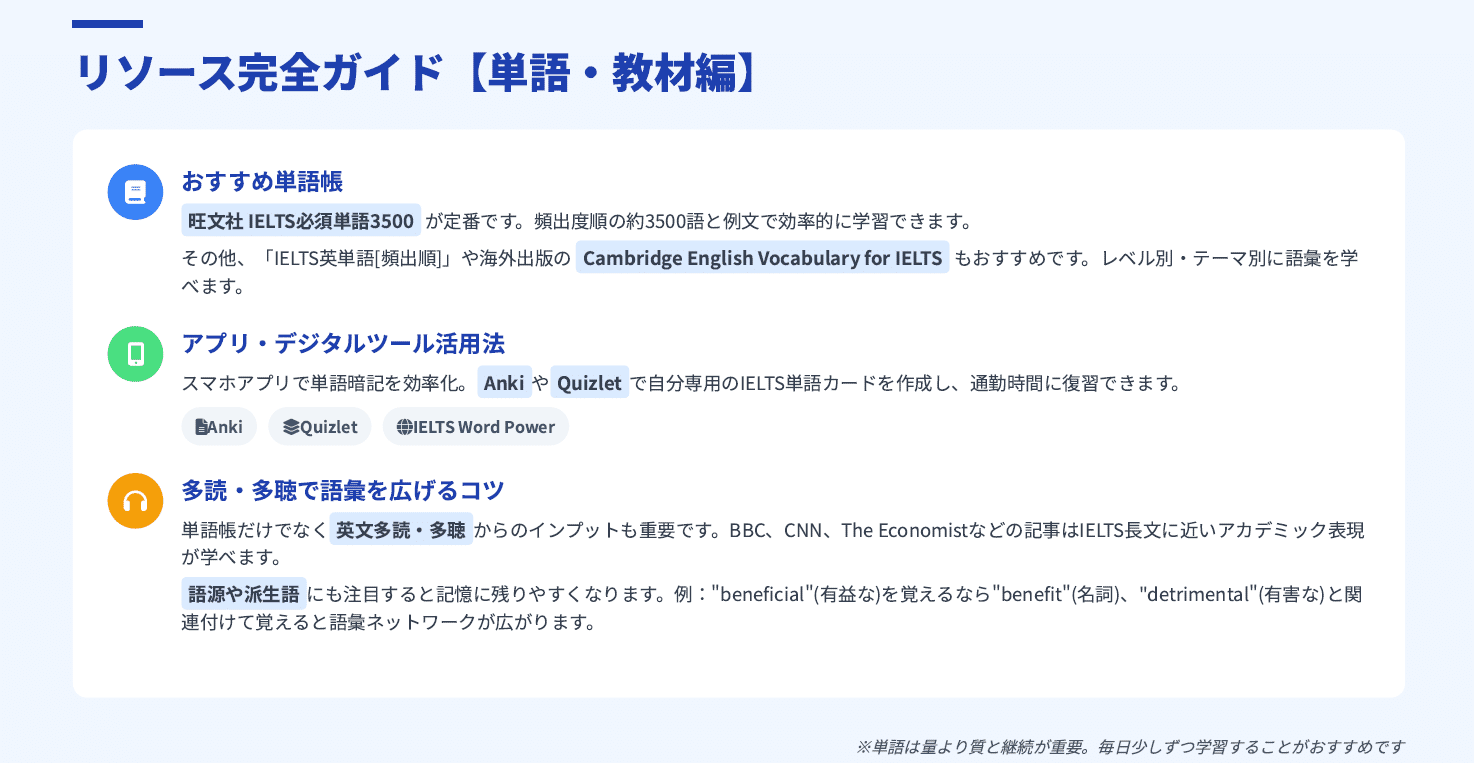 リソース完全ガイド【単語・教材編】
おすすめ単語帳
旺文社 IELTS必須単語3500 が定番です。頻出度順の約3500語と例文で効率的に学習できます。
その他、「IELTS英単語[頻出順]」や海外出版の Cambridge English Vocabulary for IELTS もおすすめです。レベル別・テーマ別に語彙を学
べます。
アプリ・デジタルツール活用法
スマホアプリで単語暗記を効率化。 Anki や Quizlet で自分専用のIELTS単語カードを作成し、通勤時間に復習できます。
Anki Quizlet IELTS Word Power
多読・多聴で語彙を広げるコツ
単語帳だけでなく 英文多読・多聴 からのインプットも重要です。BBC、CNN、The Economistなどの記事はIELTS長文に近いアカデミック表現
が学べます。
語源や派生語 にも注目すると記憶に残りやすくなります。例："beneficial"(有益な)を覚えるなら"benefit"(名詞)、"detrimental"(有害な)と関
連付けて覚えると語彙ネットワークが広がります。
※単語は量より質と継続が重要。毎日少しずつ学習することがおすすめです